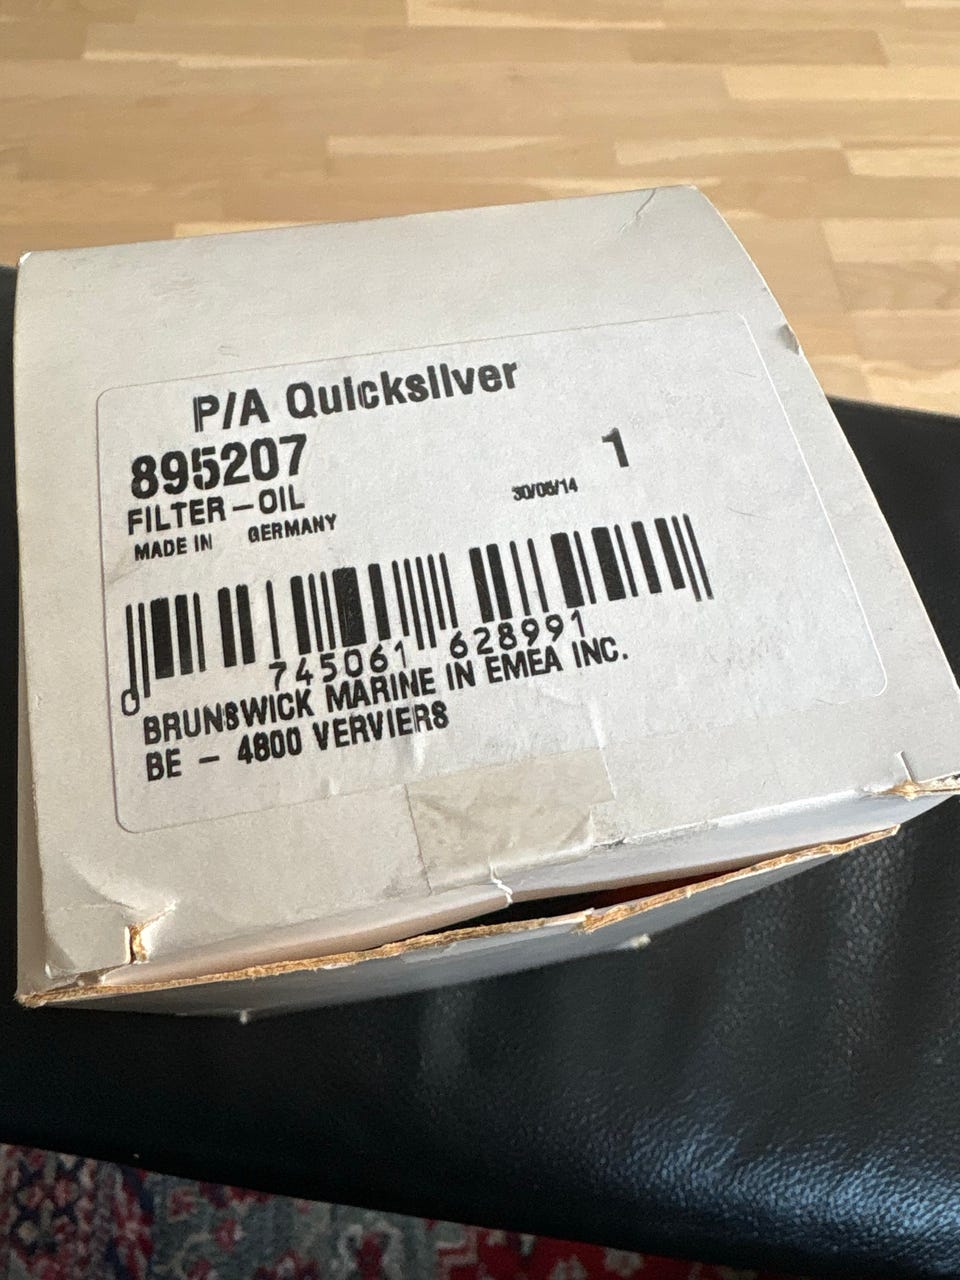 P/A Quicksilver
895207
1
FILTER-OIL
30/06/14
MADE IN GERMANY
0 745061 628991
BRUNSWICK MARINE IN EMEA INC.
BE - 4800 VERVIERS